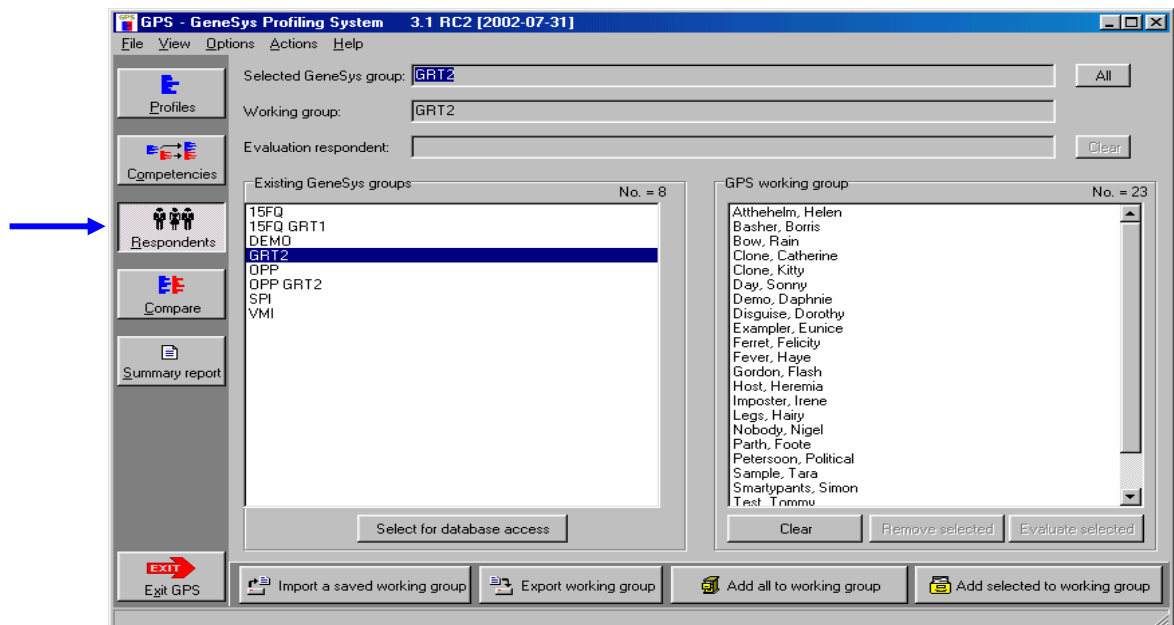 GPS - GeneSys Profiling System 3.1 RC2 [2002-07-31]
File View Options Actions Help
Profiles
Competencies
Respondents
Compare
Summary report
EXIT
Exit GPS
Selected GeneSys group: GRT2 All
Working group: GRT2
Evaluation respondent: Clear
Existing GeneSys groups No. = 8
15FQ
15FQ GRT1
DEMO
GRT2
OPP
OPP GRT2
SPI
VMI
Select for database access
GPS working group No. = 23
Atthehelm, Helen
Basher, Borris
Bow, Rain
Clone, Catherine
Clone, Kitty
Day, Sonny
Demo, Daphnie
Disguise, Dorothy
Exampler, Eunice
Ferret, Felicity
Fever, Haye
Gordon, Flash
Host, Heremia
Imposter, Irene
Legs, Hairy
Nobody, Nigel
Parth, Foote
Petersoon, Political
Sample, Tara
Smartypants, Simon
Test, Tommy
Clear Remove selected Evaluate selected
Import a saved working group Export working group Add all to working group Add selected to working group